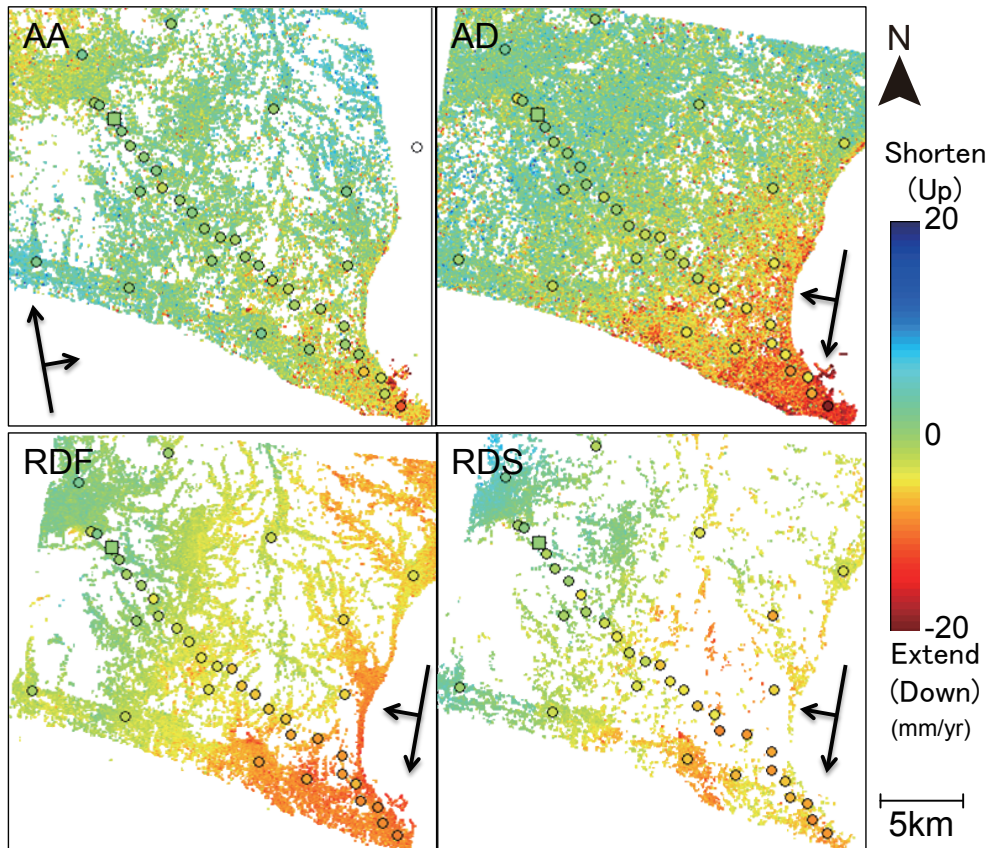 AA
AD
N
Shorten
(Up)
20
0
-20
Extend
(Down)
(mm/yr)
RDF
RDS
5km